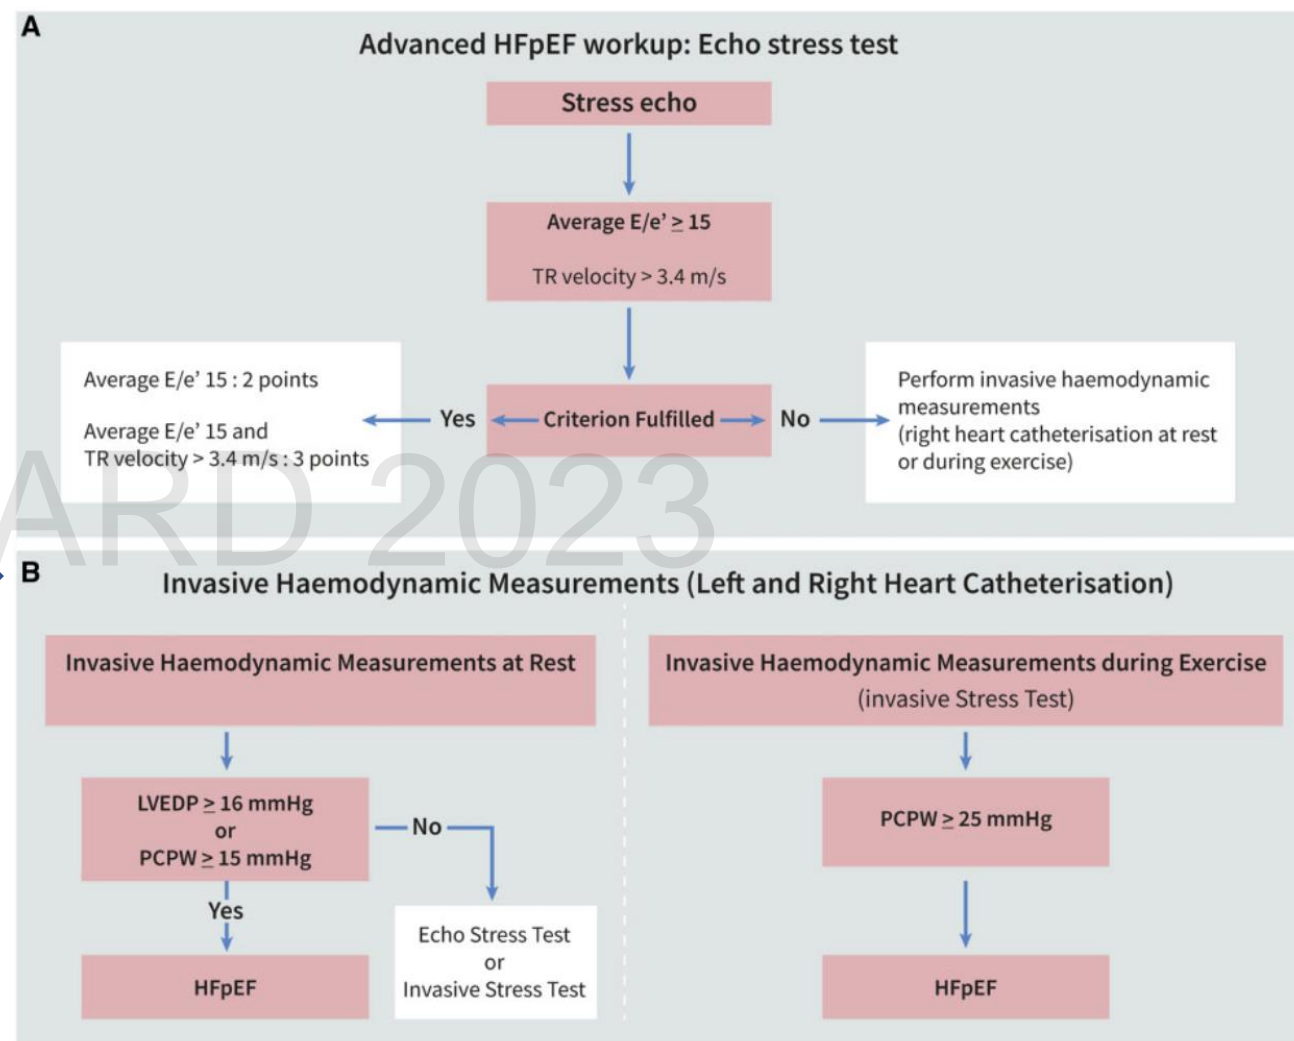 A
Advanced HFpEF workup: Echo stress test
Stress echo
Average E/e’ ≥ 15
TR velocity > 3.4 m/s
Average E/e’ 15 : 2 points
Average E/e’ 15 and
TR velocity > 3.4 m/s : 3 points
Yes
Criterion Fulfilled
No
Perform invasive haemodynamic
measurements
(right heart catheterisation at rest
or during exercise)
ARD 2023
B
Invasive Haemodynamic Measurements (Left and Right Heart Catheterisation)
Invasive Haemodynamic Measurements at Rest
LVEDP ≥ 16 mmHg
or
PCPW ≥ 15 mmHg
No
Yes
HFpEF
Echo Stress Test
or
Invasive Stress Test
Invasive Haemodynamic Measurements during Exercise
(invasive Stress Test)
PCPW ≥ 25 mmHg
HFpEF